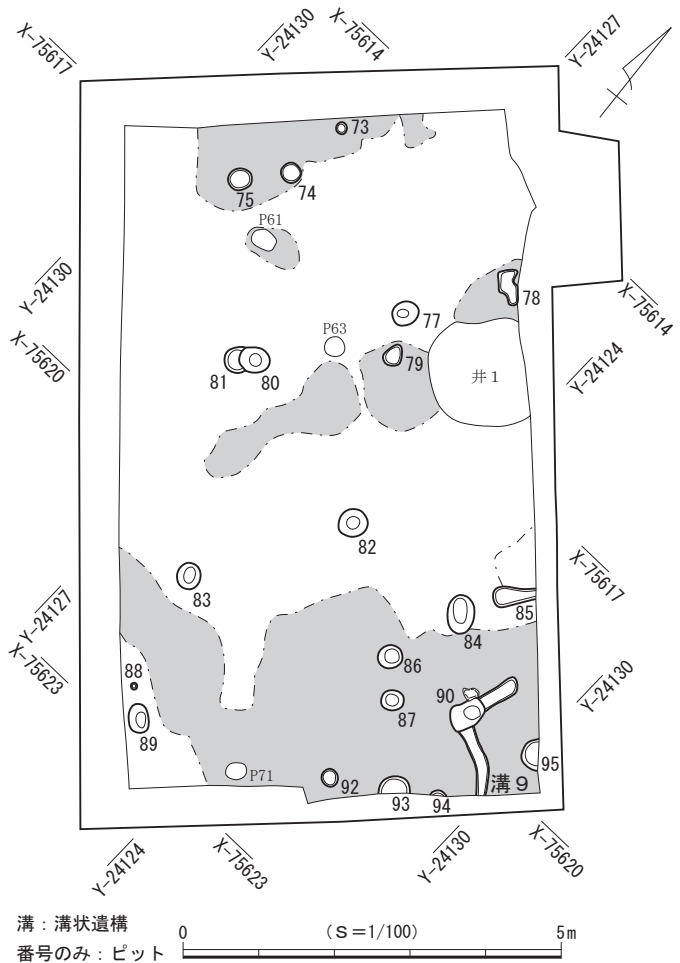 X-75617
Y-24130
X-75614
Y-24127
73
75
74
P61
Y-24130
78
77
X-75614
X-75620
P63
79
81
80
井1
Y-24124
82
83
X-75617
85
Y-24127
84
X-75623
86
88
90
Y-24130
87
89
95
P71
92
溝9
93
94
Y-24124
X-75623
Y-24130
X-75620
溝：溝状遺構
番号のみ：ピット
0
(S=1/100)
5m